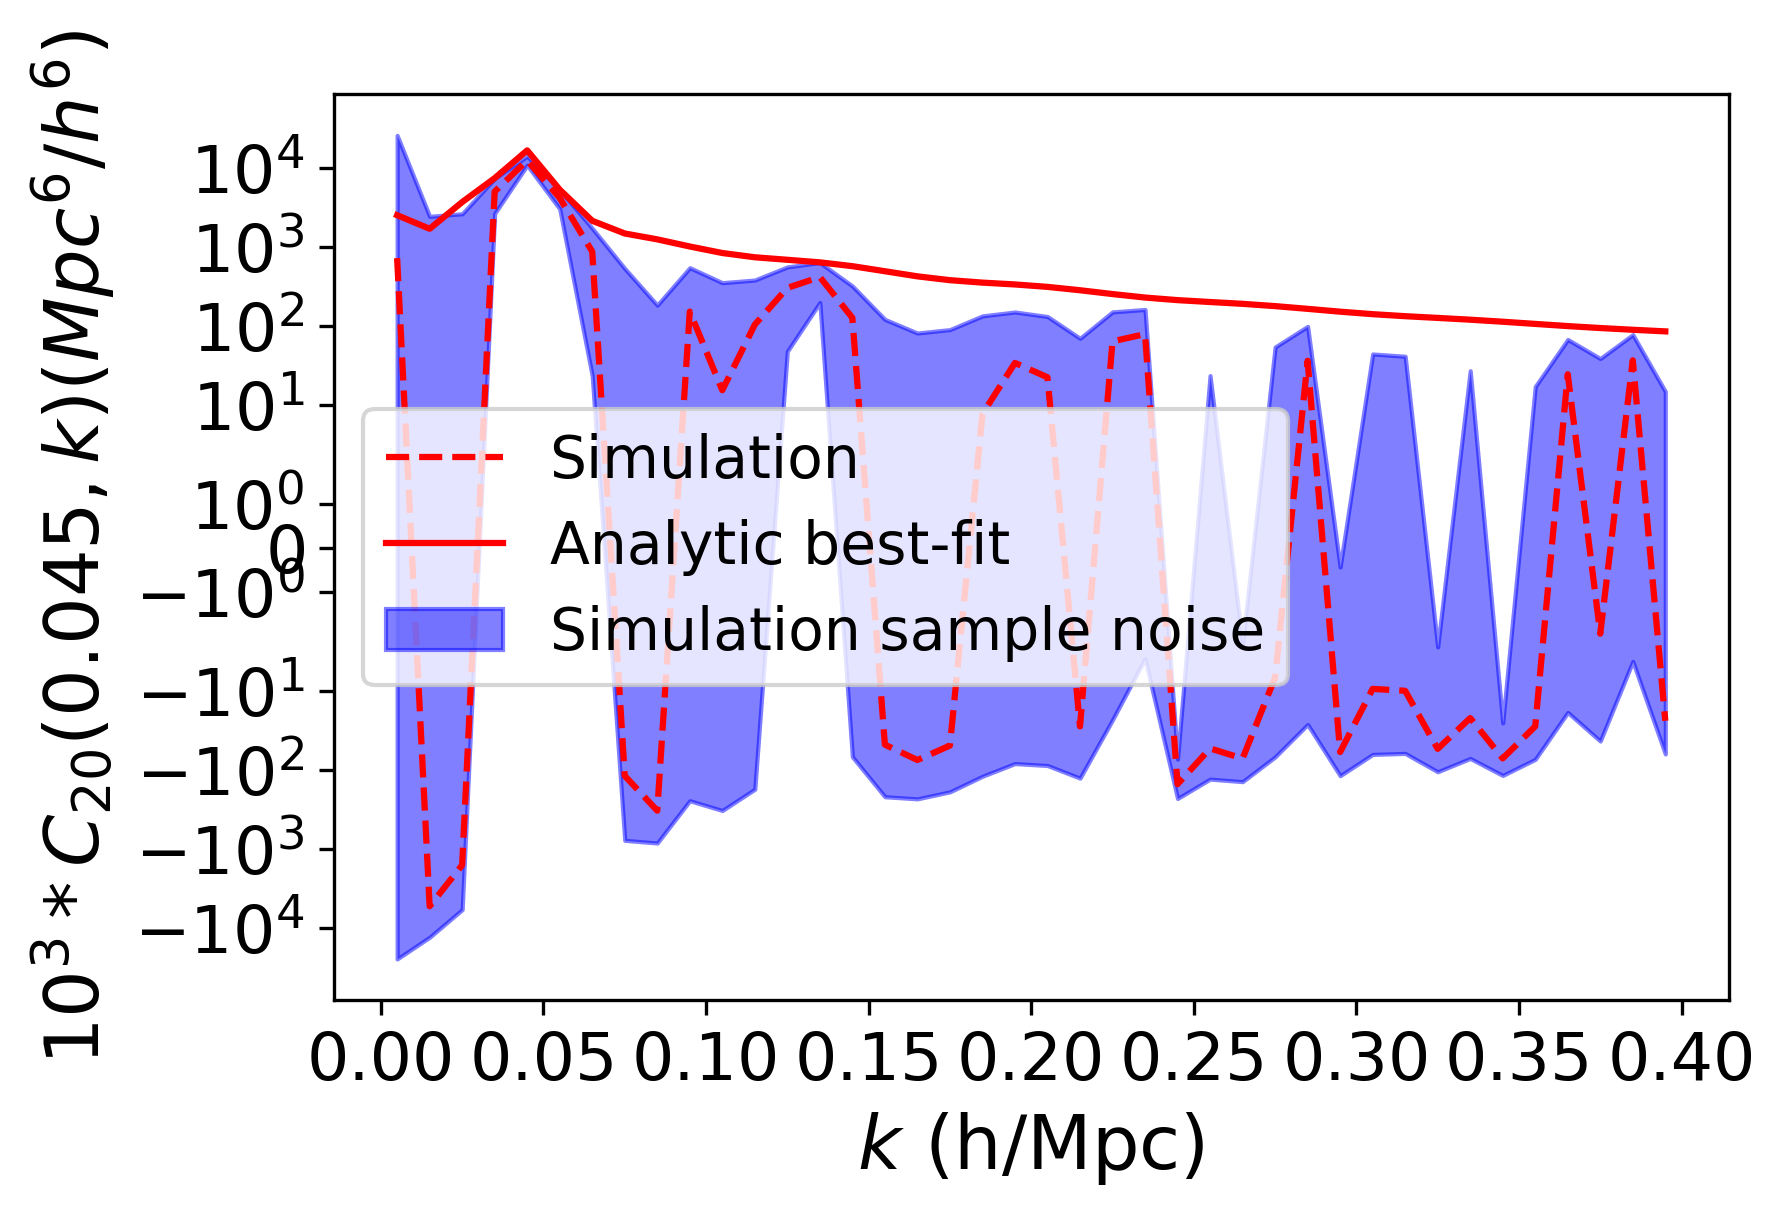 10³ * C₂₀(0.045, k)(Mpc⁶/h⁶)
10⁴
10³
10²
10¹
10⁰
0
−10⁰
−10¹
−10²
−10³
−10⁴
Simulation
Analytic best-fit
Simulation sample noise
0.00 0.05 0.10 0.15 0.20 0.25 0.30 0.35 0.40
k (h/Mpc)